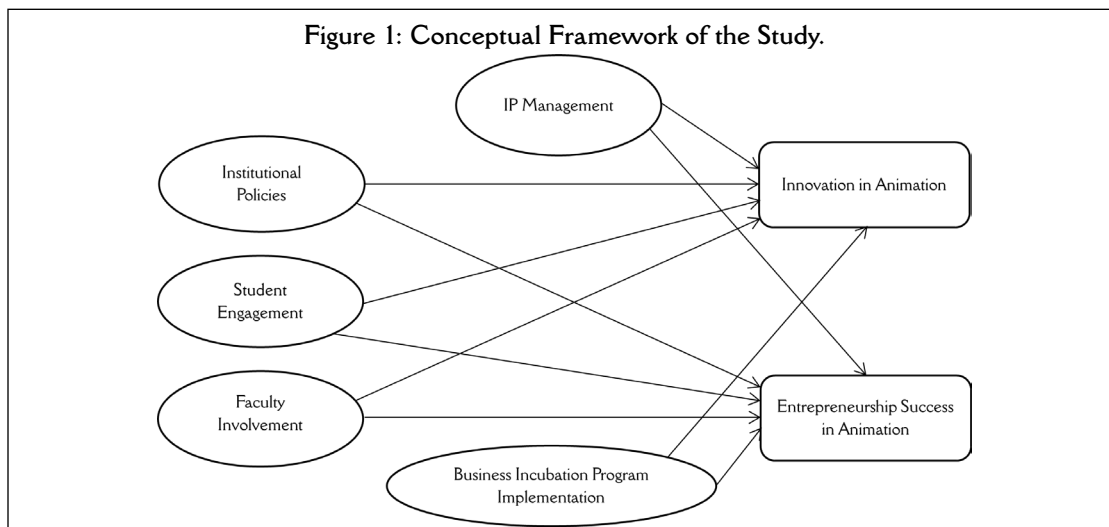 Figure 1: Conceptual Framework of the Study.
IP Management
Institutional
Policies
Innovation in Animation
Student
Engagement
Faculty
Involvement
Entrepreneurship Success
in Animation
Business Incubation Program
Implementation